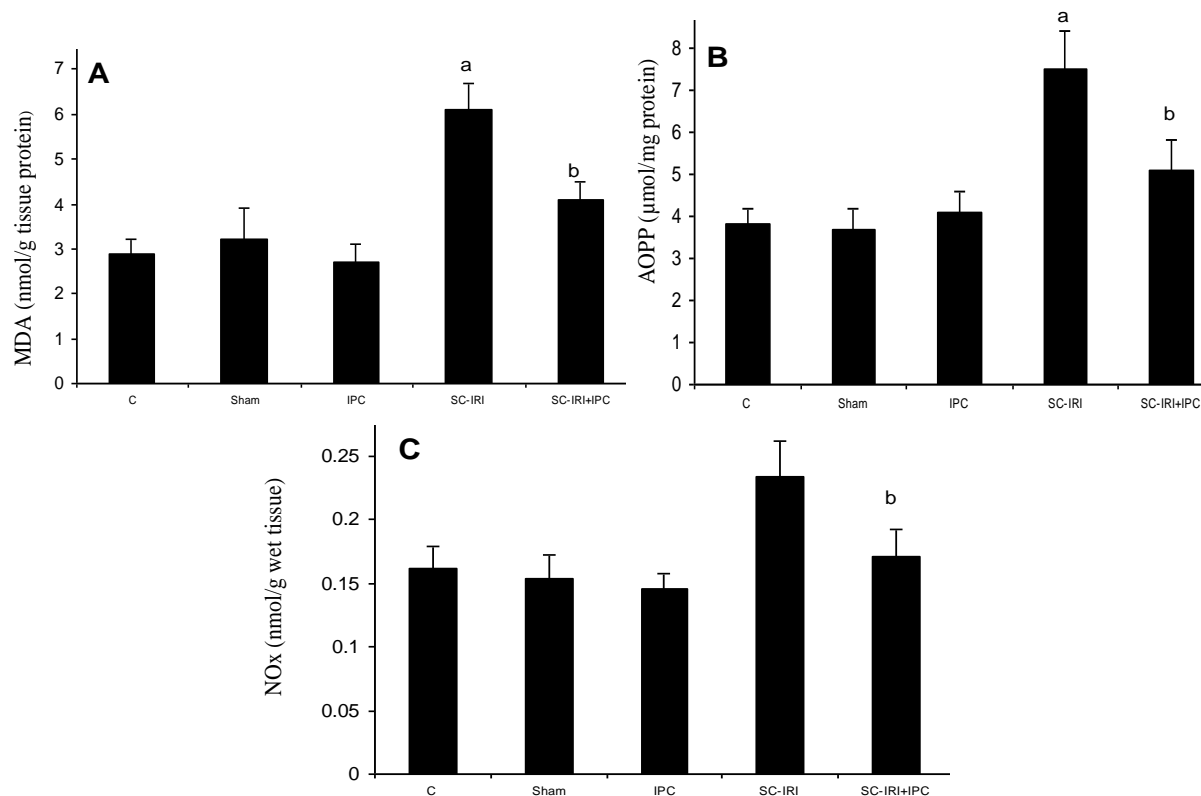 A
MDA (nmol/g tissue protein)
7
6
5
4
3
2
1
0
a
b
C
Sham
IPC
SC-IRI
SC-IRI+IPC
B
AOPP (µmol/mg protein)
8
7
6
5
4
3
2
1
0
a
b
C
Sham
IPC
SC-IRI
SC-IRI+IPC
C
NOx (nmol/g wet tissue)
0.25
0.2
0.15
0.1
0.05
0
b
C
Sham
IPC
SC-IRI
SC-IRI+IPC